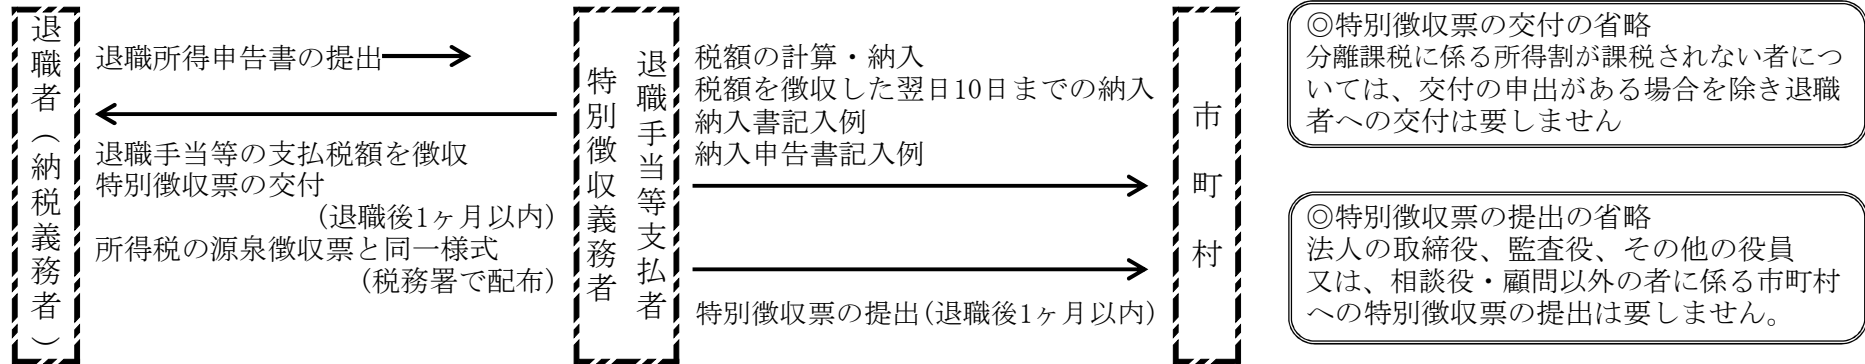 退職者（納税義務者）
退職所得申告書の提出
退職手当等の支払税額を徴収
特別徴収票の交付
(退職後1ヶ月以内)
所得税の源泉徴収票と同一様式
(税務署で配布)
退職手当等支払者
特別徴収義務者
税額の計算・納入
税額を徴収した翌日10日までの納入
納入書記入例
納入申告書記入例
特別徴収票の提出(退職後1ヶ月以内)
市町村
◎特別徴収票の交付の省略
分離課税に係る所得割が課税されない者につ
いては、交付の申出がある場合を除き退職
者への交付は要しません
◎特別徴収票の提出の省略
法人の取締役、監査役、その他の役員
又は、相談役・顧問以外の者に係る市町村
への特別徴収票の提出は要しません。